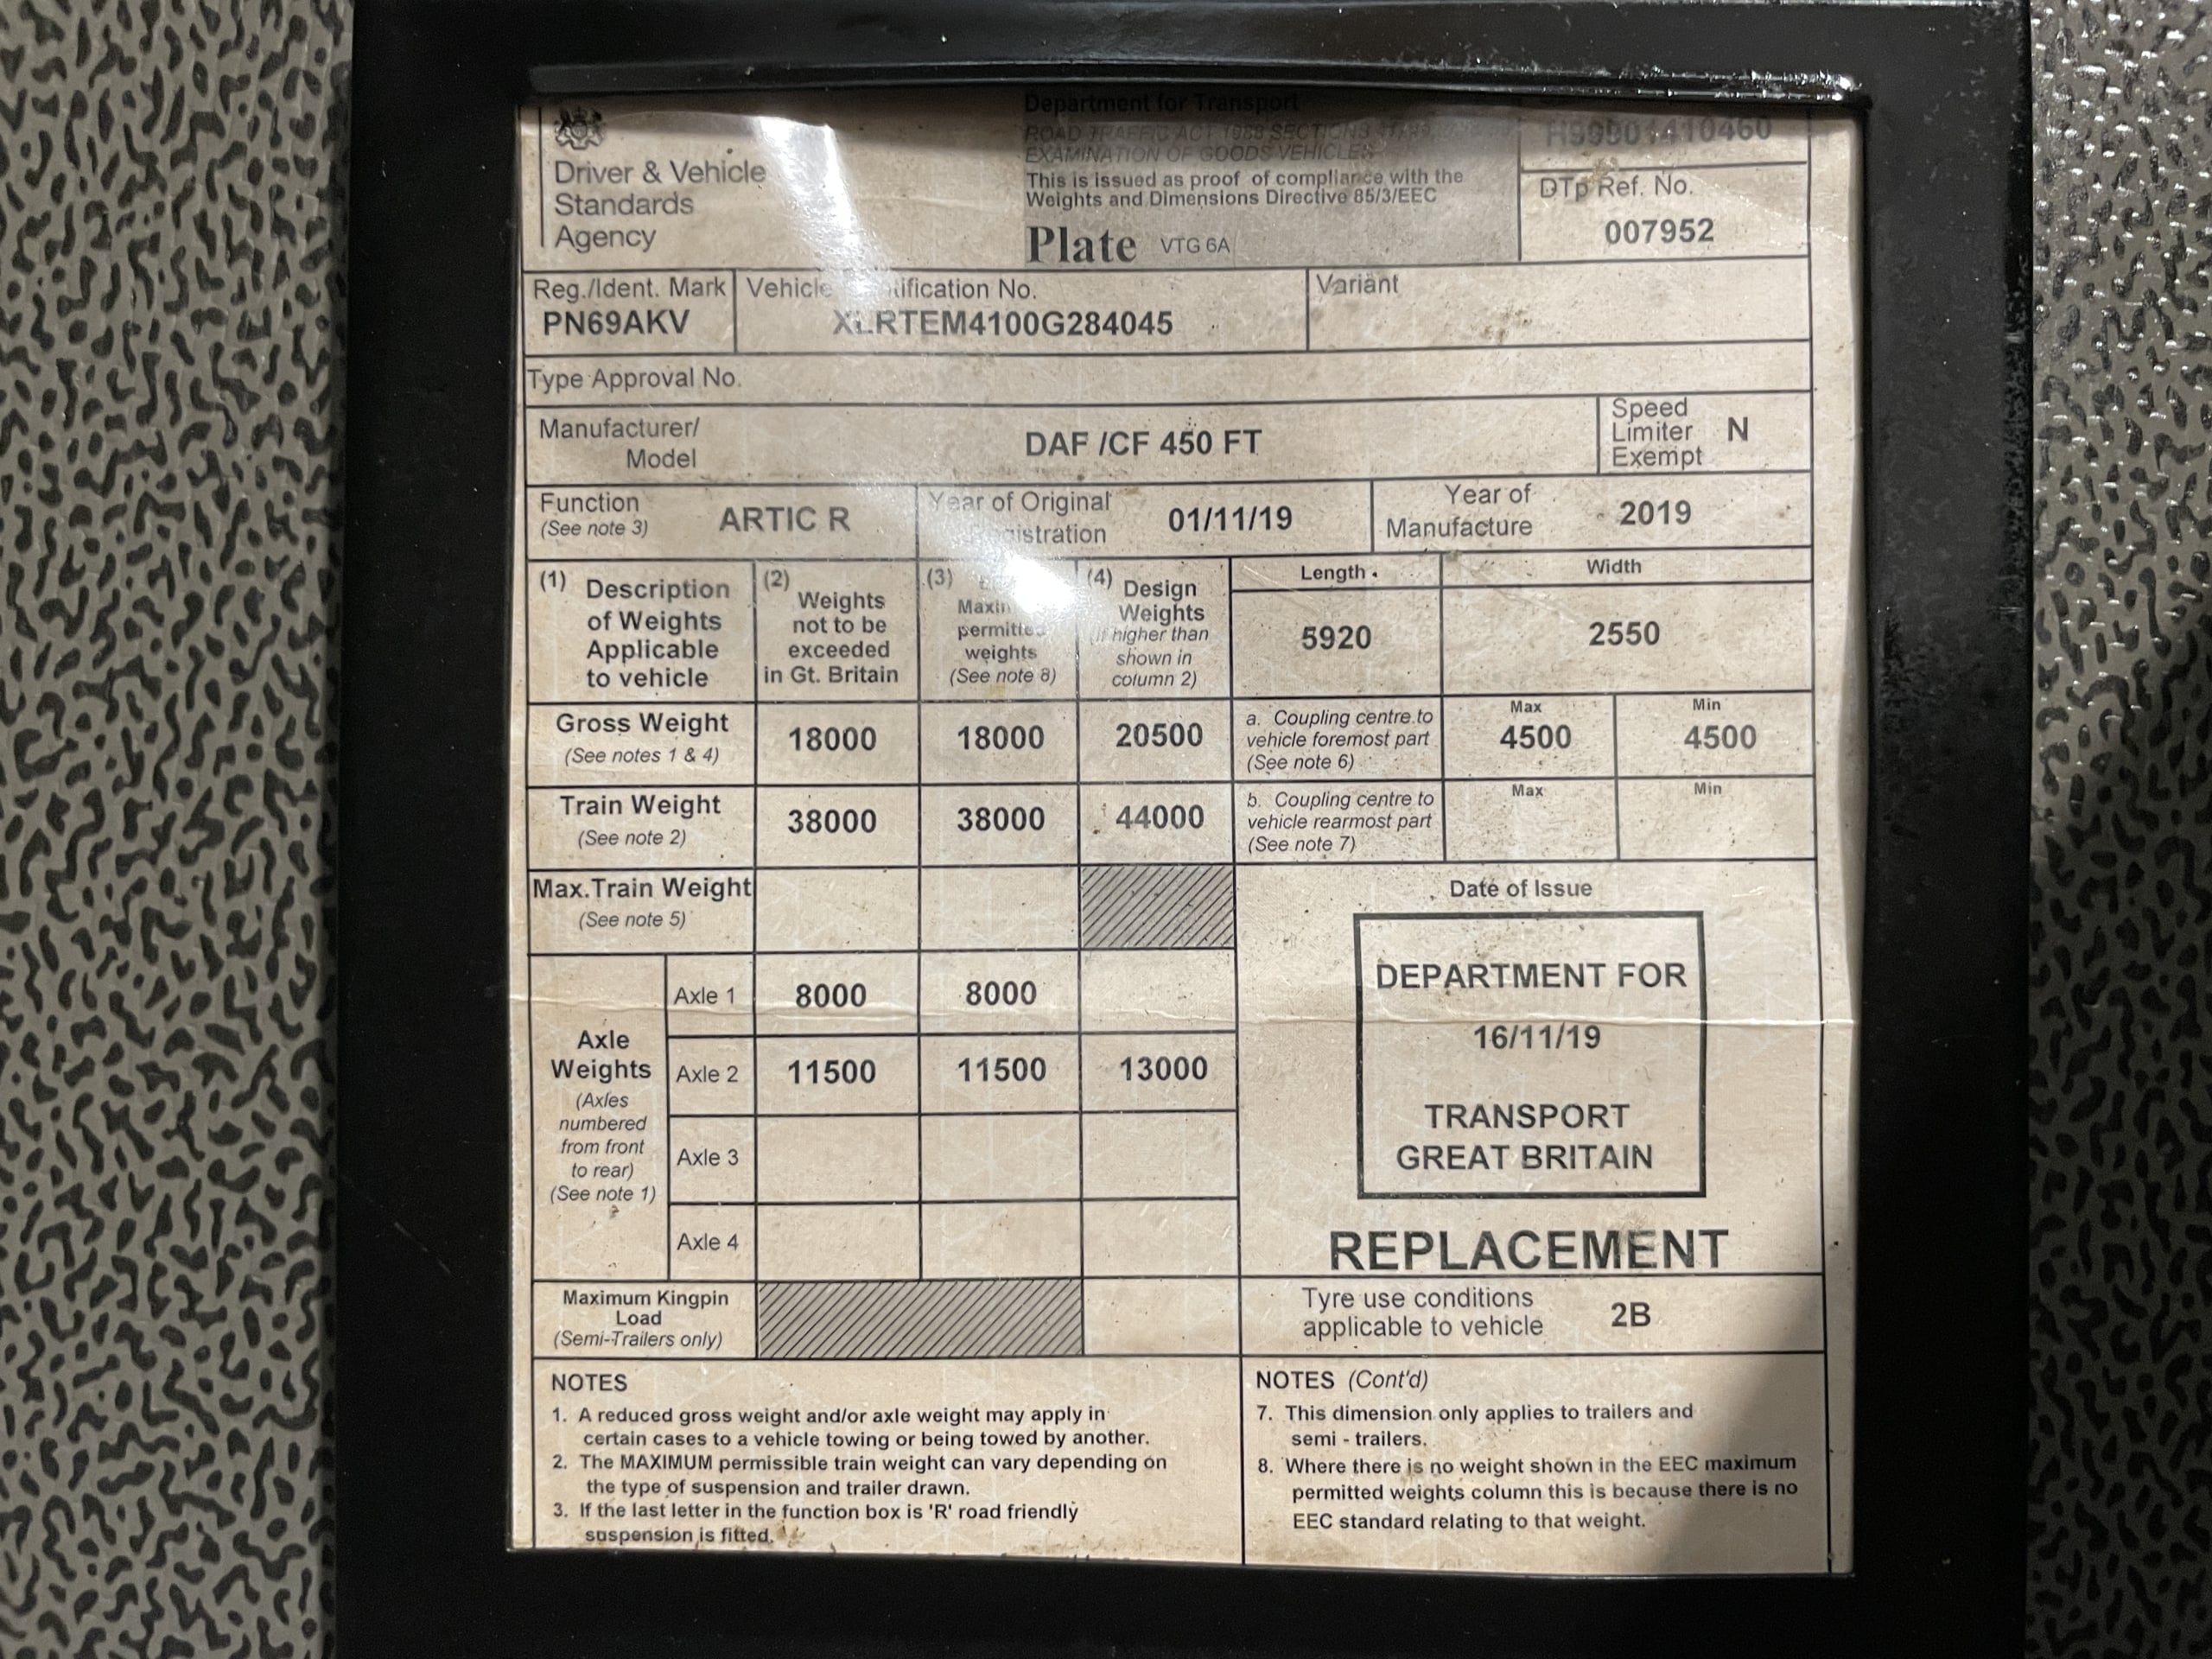 Department for Transport
ROAD TRAFFIC ACT 1988 SECTIONS
EXAMINATION OF GOODS VEHICLES
This is issued as proof of compliance with the
Weights and Dimensions Directive 85/3/EEC
Plate VTG 6A
Driver & Vehicle
Standards
Agency
DTp Ref. No.
007952
Reg./Ident. Mark
PN69AKV
Vehicle
No.
XLRTEM4100G284045
Variant
Type Approval No.
Manufacturer/
Model
DAF /CF 450 FT
Speed
Limiter
Exempt
N
Function
(See note 3)
ARTIC R
Year of Original
Registration
01/11/19
Year of
Manufacture
2019
(1) Description
of Weights
Applicable
to vehicle
(2) Weights
not to be
exceeded
in Gt. Britain
(3)
permitted
weights
(See note 8)
(4) Design
Weights
(If higher than
shown in
column 2)
Length
5920
Width
2550
Gross Weight
(See notes 1 & 4)
18000
18000
20500
a. Coupling centre to
vehicle foremost part
(See note 6)
Max
4500
Min
4500
Train Weight
(See note 2)
38000
38000
44000
b. Coupling centre to
vehicle rearmost part
(See note 7)
Max
Min
Max.Train Weight
(See note 5)
Date of Issue
DEPARTMENT FOR
16/11/19
TRANSPORT
GREAT BRITAIN
REPLACEMENT
Axle
Weights
(Axles
numbered
from front
to rear)
(See note 1)
Axle 1
8000
8000
Axle 2
11500
11500
13000
Axle 3
Axle 4
Maximum Kingpin
Load
(Semi-Trailers only)
Tyre use conditions
applicable to vehicle
2B
NOTES
1. A reduced gross weight and/or axle weight may apply in
certain cases to a vehicle towing or being towed by another.
2. The MAXIMUM permissible train weight can vary depending on
the type of suspension and trailer drawn.
3. If the last letter in the function box is 'R' road friendly
suspension is fitted.
NOTES (Cont'd)
7. This dimension only applies to trailers and
semi - trailers.
8. Where there is no weight shown in the EEC maximum
permitted weights column this is because there is no
EEC standard relating to that weight.